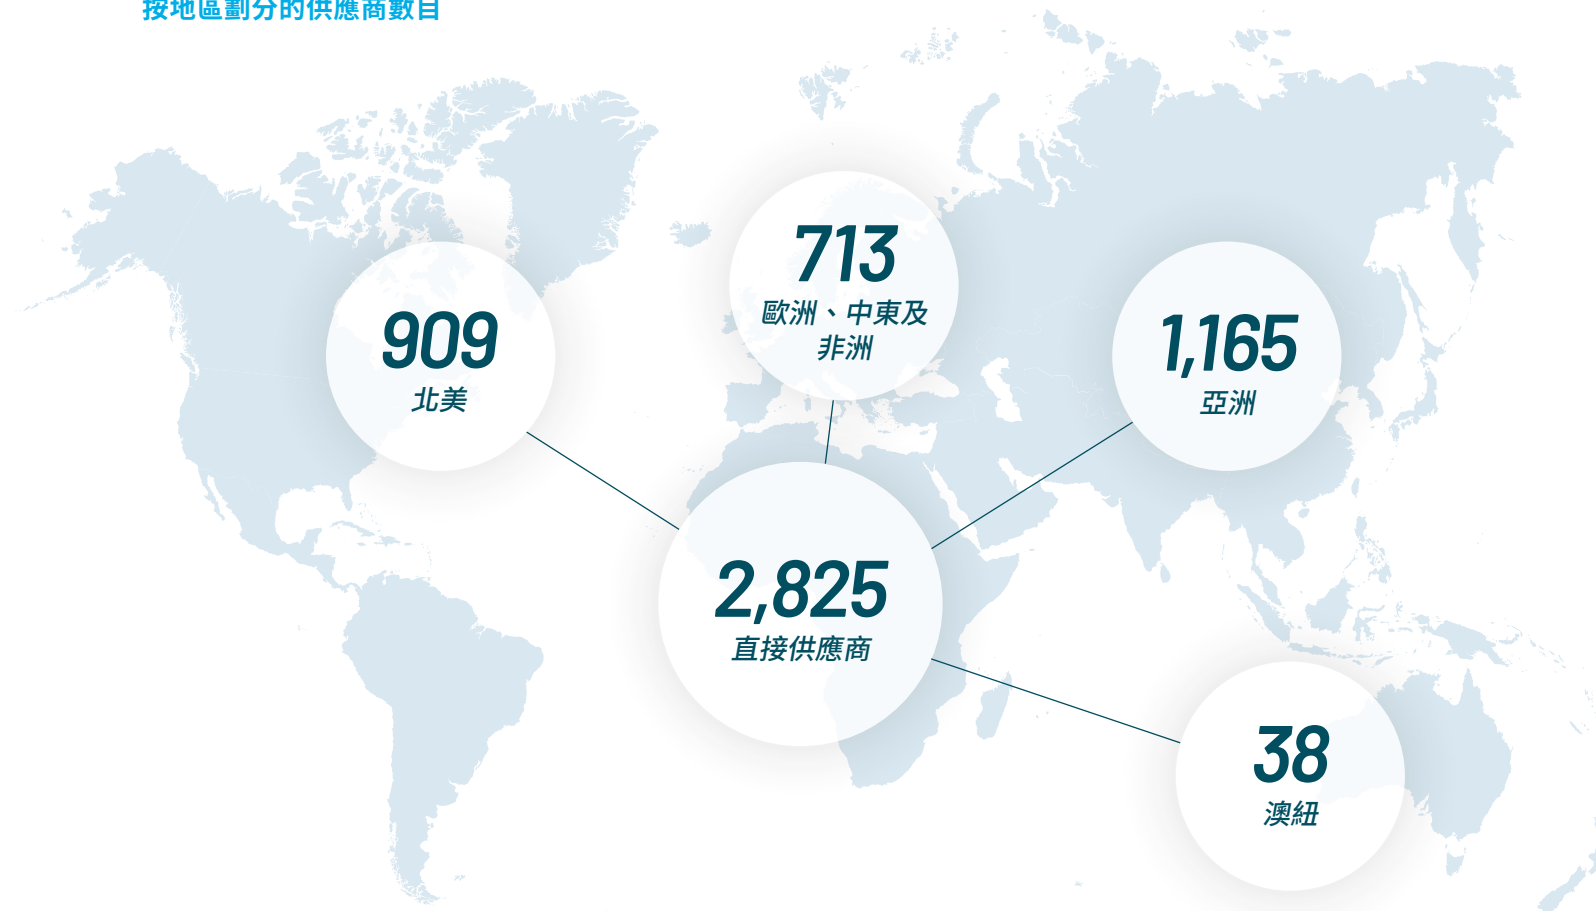 按地區劃分的供應商數目
713
歐洲、中東及
非洲
909
北美
1,165
亞洲
2,825
直接供應商
38
澳紐